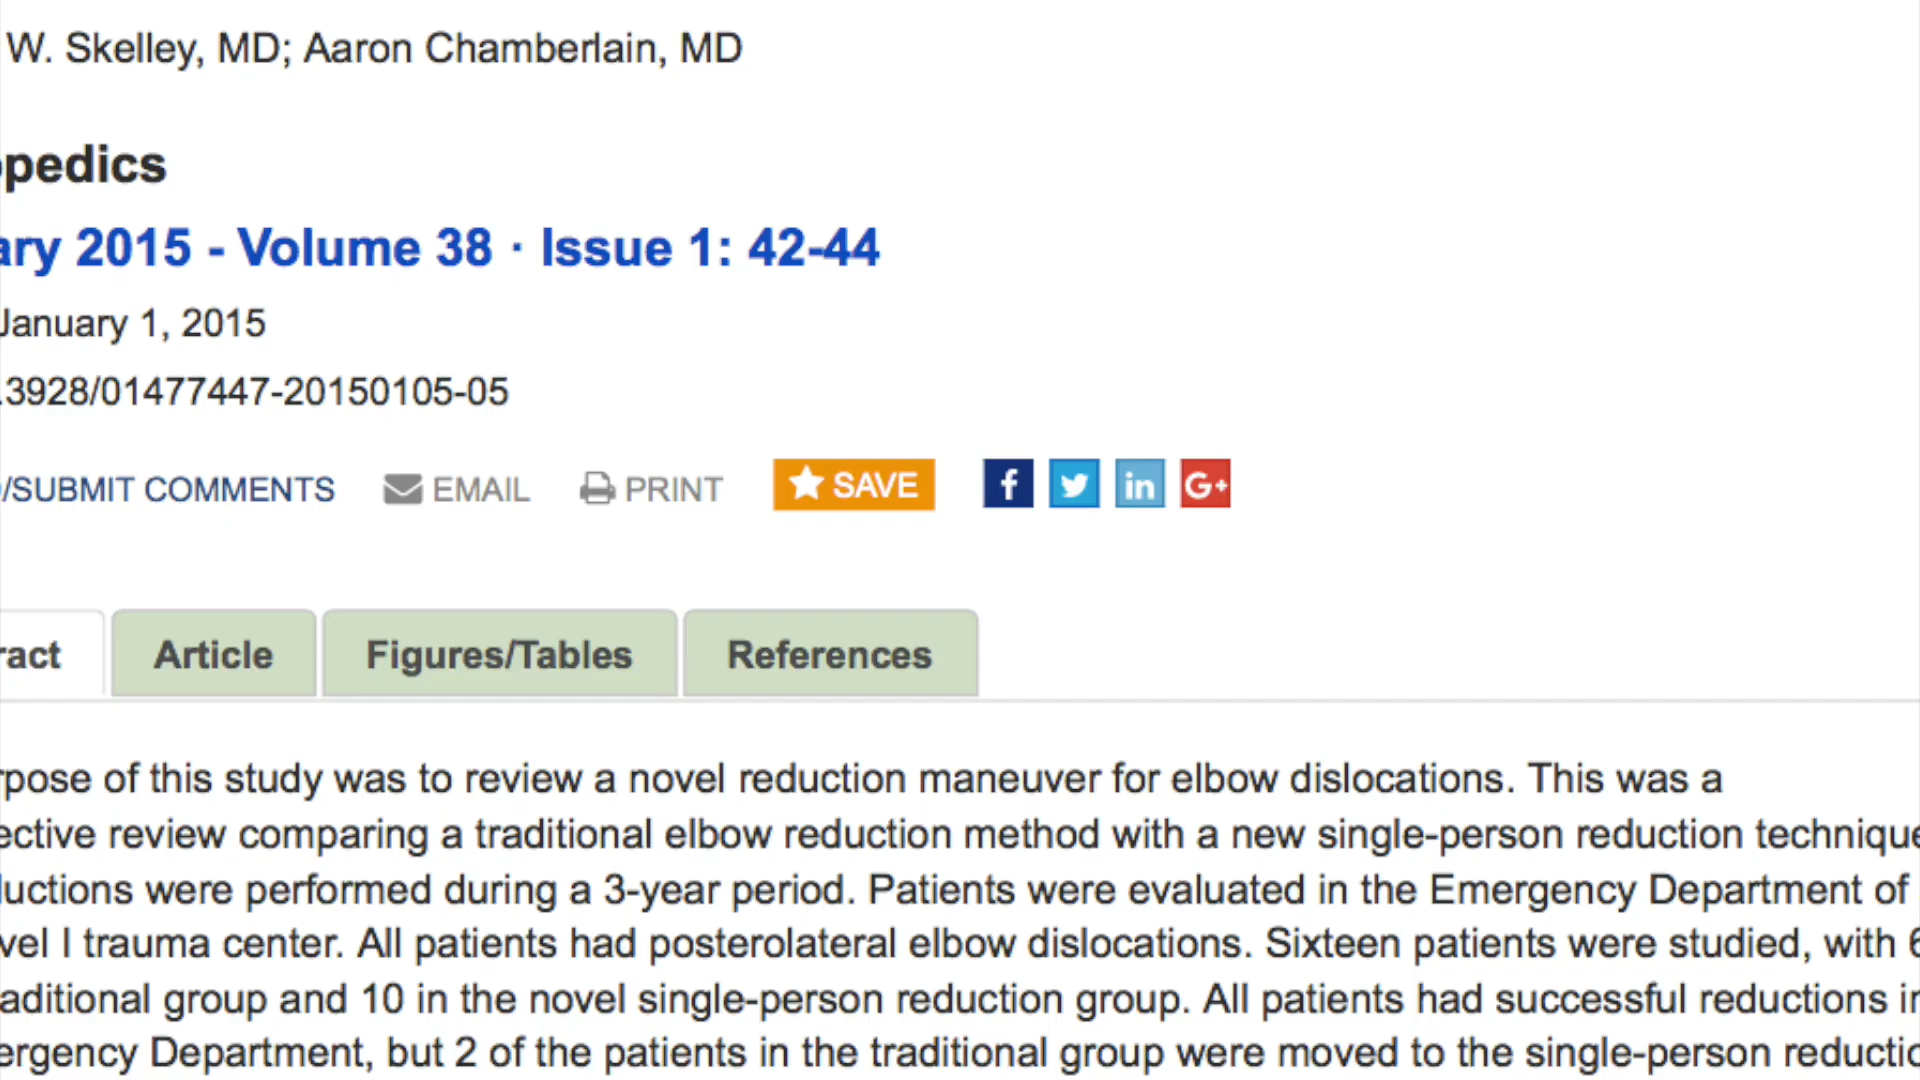 W. Skelley, MD; Aaron Chamberlain, MD
opedics
ary 2015 - Volume 38 · Issue 1: 42-44
January 1, 2015
.3928/01477447-20150105-05
/SUBMIT COMMENTS EMAIL PRINT SAVE f in G+
ract Article Figures/Tables References
rpose of this study was to review a novel reduction maneuver for elbow dislocations. This was a
ective review comparing a traditional elbow reduction method with a new single-person reduction technique
ductions were performed during a 3-year period. Patients were evaluated in the Emergency Department of
vel I trauma center. All patients had posterolateral elbow dislocations. Sixteen patients were studied, with 6
aditional group and 10 in the novel single-person reduction group. All patients had successful reductions in
ergency Department, but 2 of the patients in the traditional group were moved to the single-person reductio